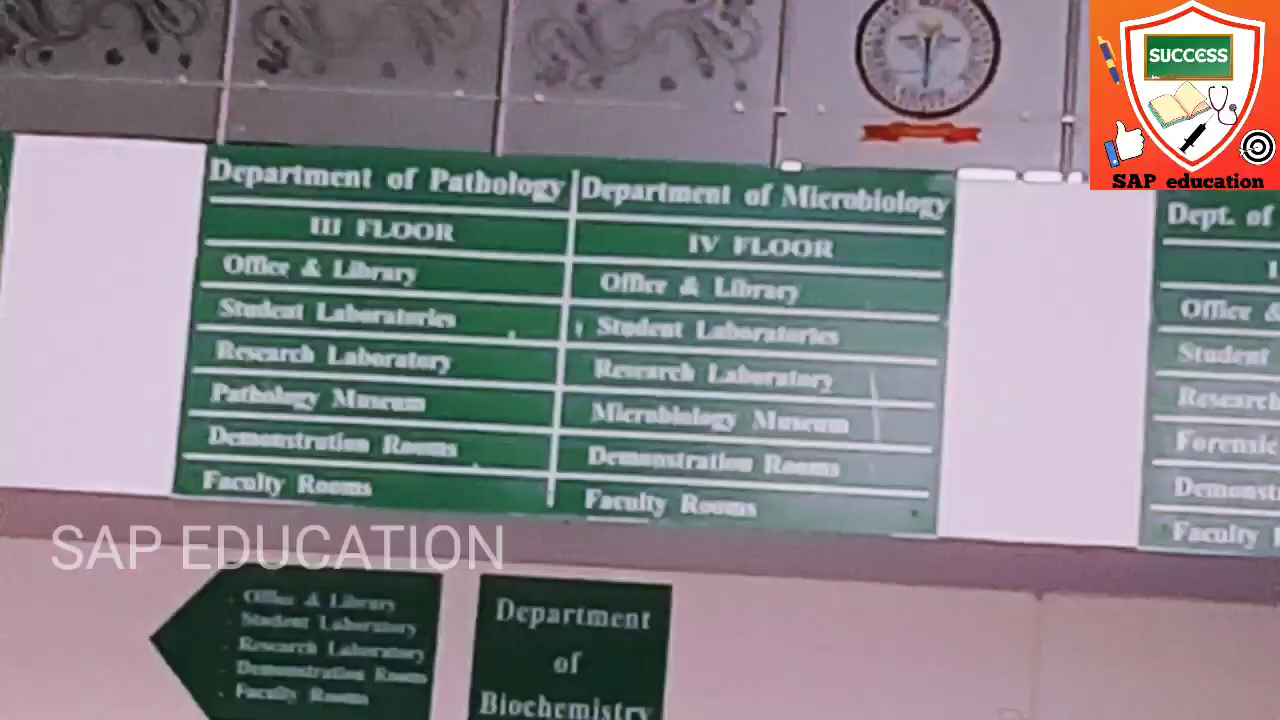 SUCCESS
SAP education
Department of Pathology
III FLOOR
Office & Library
Student Laboratories
Research Laboratory
Pathology Museum
Demonstration Rooms
Faculty Rooms
Department of Microbiology
IV FLOOR
Office & Library
Student Laboratories
Research Laboratory
Microbiology Museum
Demonstration Rooms
Faculty Rooms
Dept. of
Office &
Student
Research
Forensic
Faculty
SAP EDUCATION
Office & Library
Student Laboratory
Research Laboratory
Demonstration Rooms
Faculty Rooms
Department
of
Biochemistry